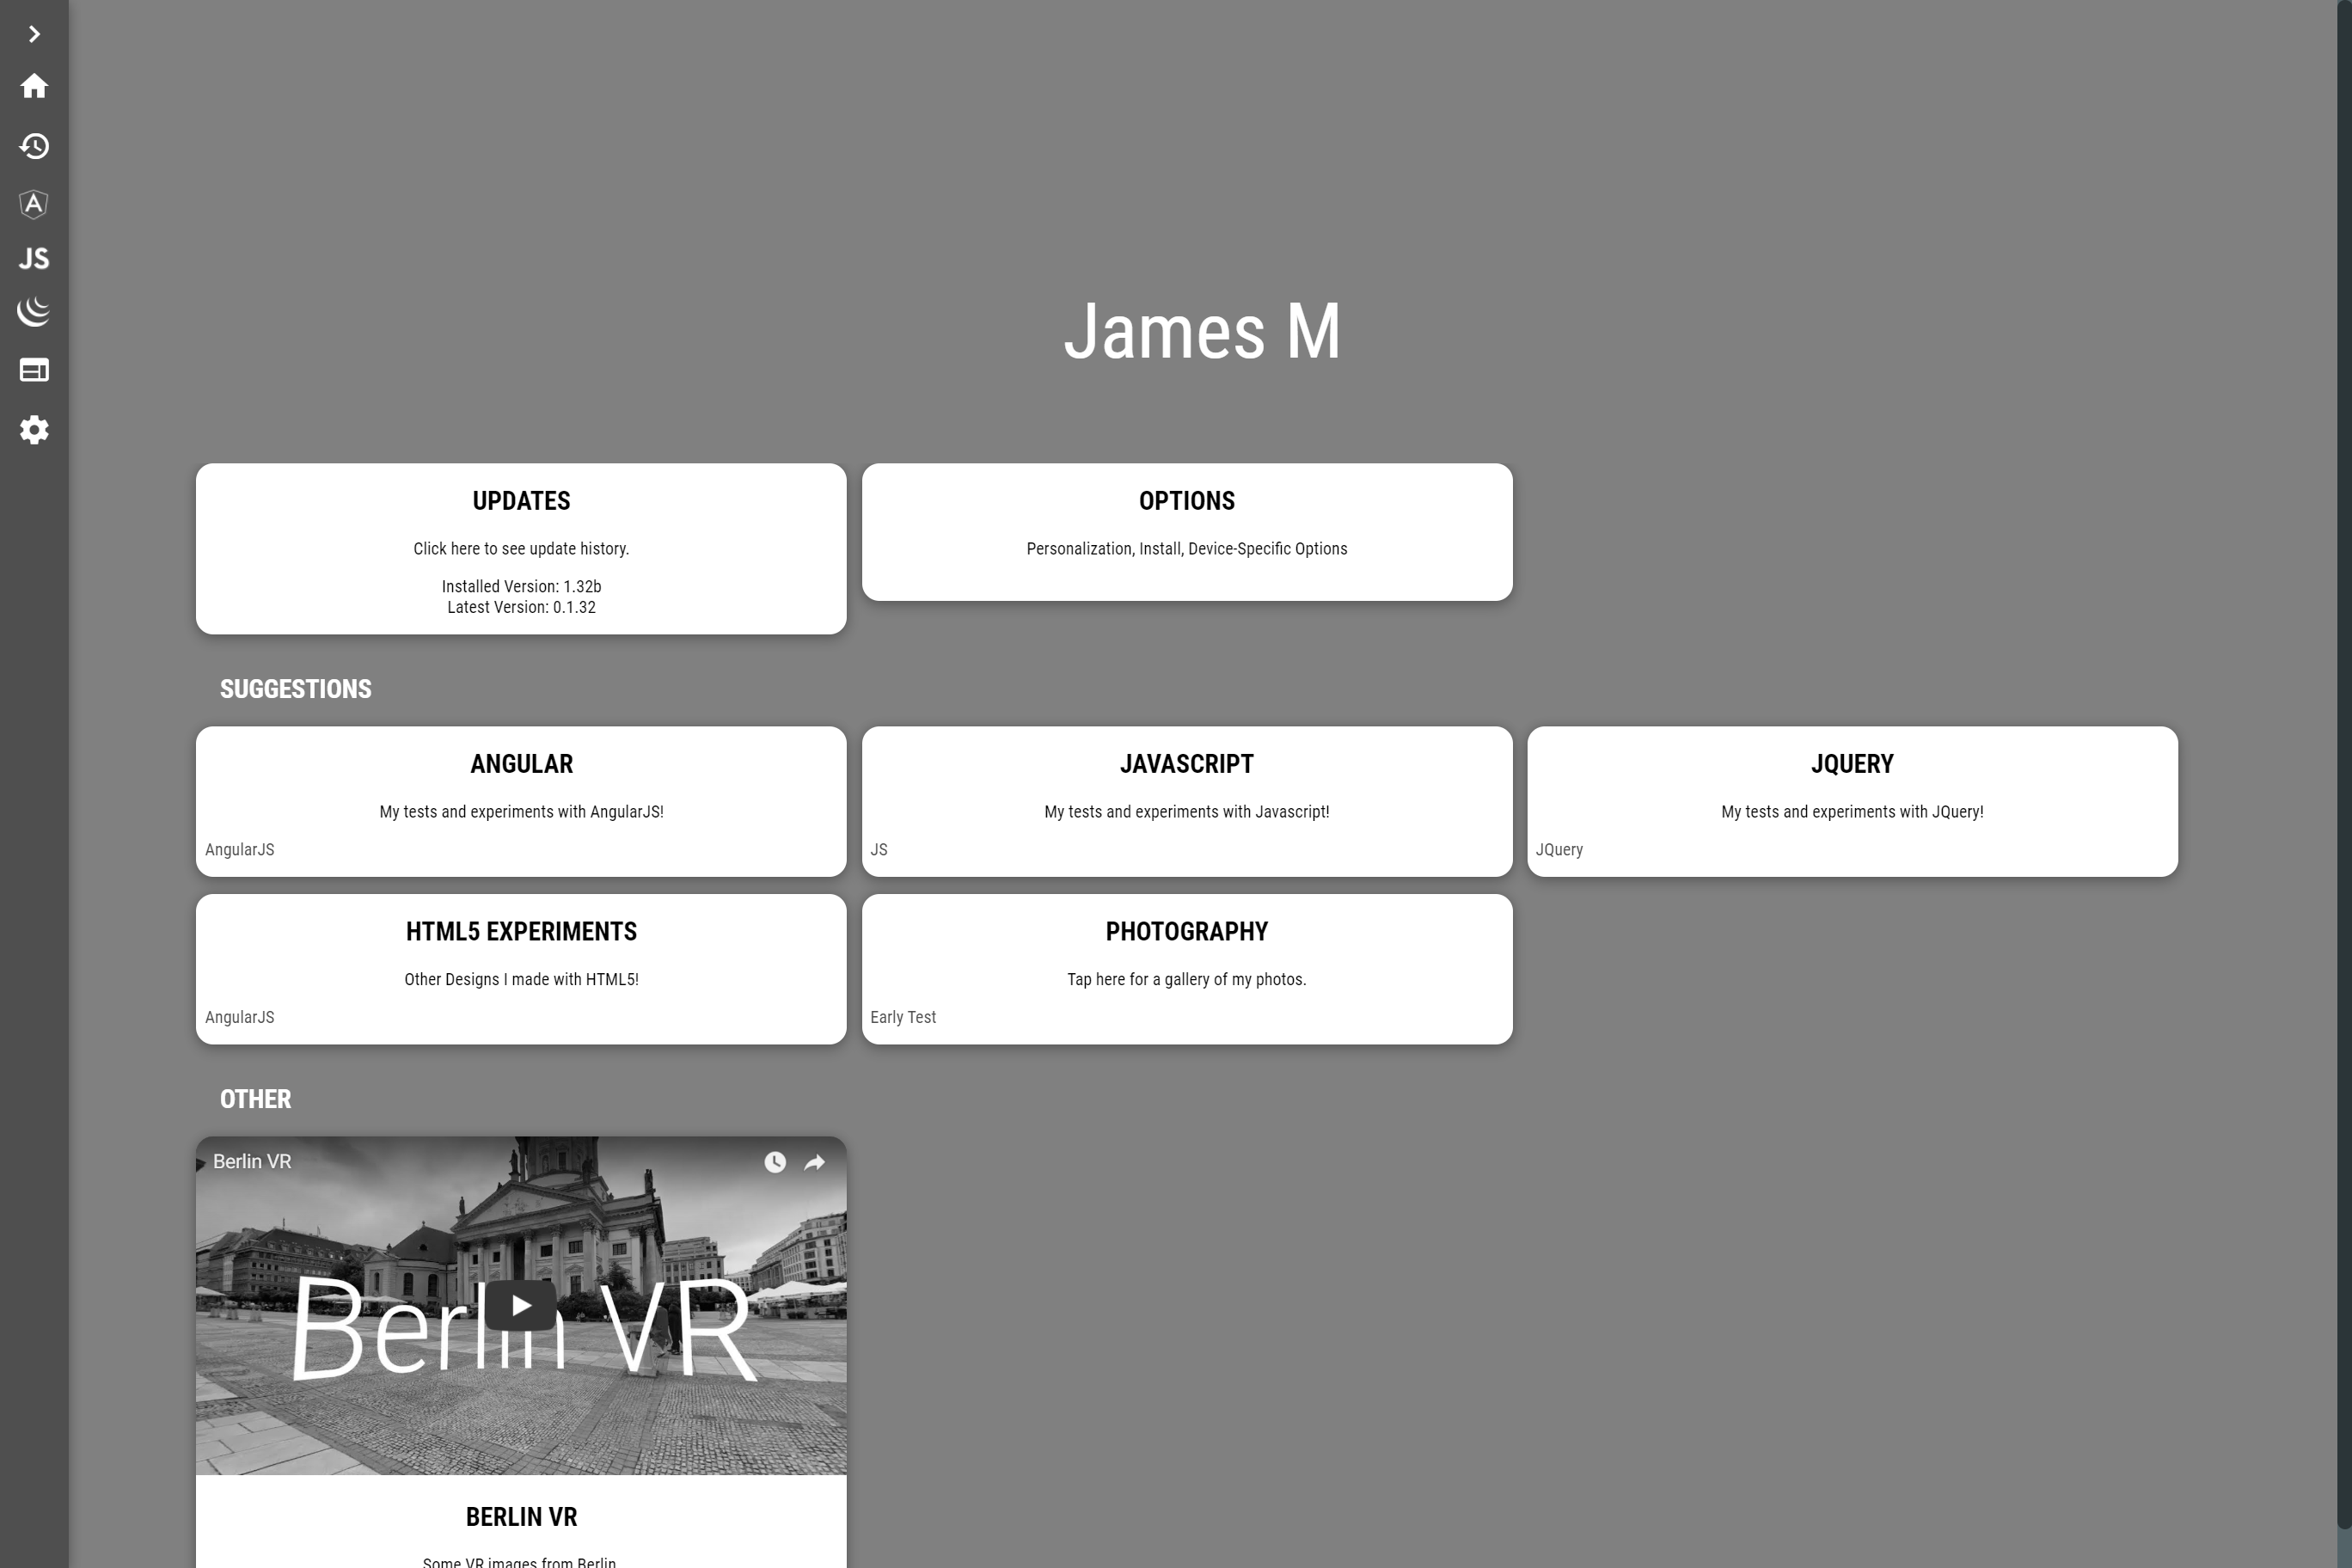 JS
James M
UPDATES
Click here to see update history.
Installed Version: 1.32b
Latest Version: 0.1.32
OPTIONS
Personalization, Install, Device-Specific Options
SUGGESTIONS
ANGULAR
My tests and experiments with AngularJS!
AngularJS
JAVASCRIPT
My tests and experiments with Javascript!
JS
JQUERY
My tests and experiments with JQuery!
JQuery
HTML5 EXPERIMENTS
Other Designs I made with HTML5!
AngularJS
PHOTOGRAPHY
Tap here for a gallery of my photos.
Early Test
OTHER
Berlin VR
Berlin VR
BERLIN VR
Some VR images from Berlin